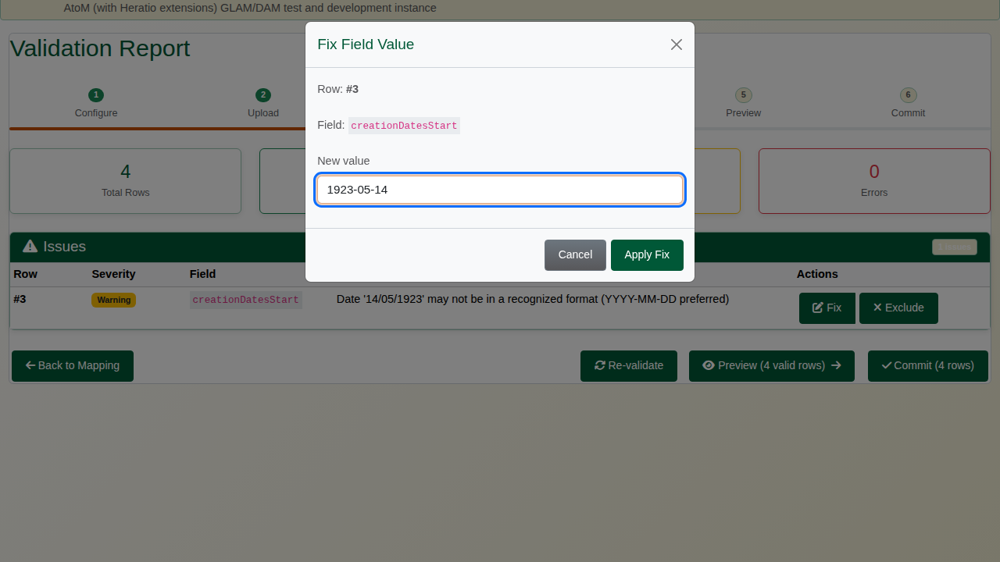 AtoM (with Heratio extensions) GLAM/DAM test and development instance
Validation Report
Fix Field Value
Row: #3
Field: creationDatesStart
New value
1923-05-14
Cancel
Apply Fix
1
Configure
2
Upload
5
Preview
6
Commit
4
Total Rows
0
Errors
Issues
1 issues
Row Severity Field Actions
#3 Warning creationDatesStart Date '14/05/1923' may not be in a recognized format (YYYY-MM-DD preferred) Fix Exclude
Back to Mapping Re-validate Preview (4 valid rows) Commit (4 rows)